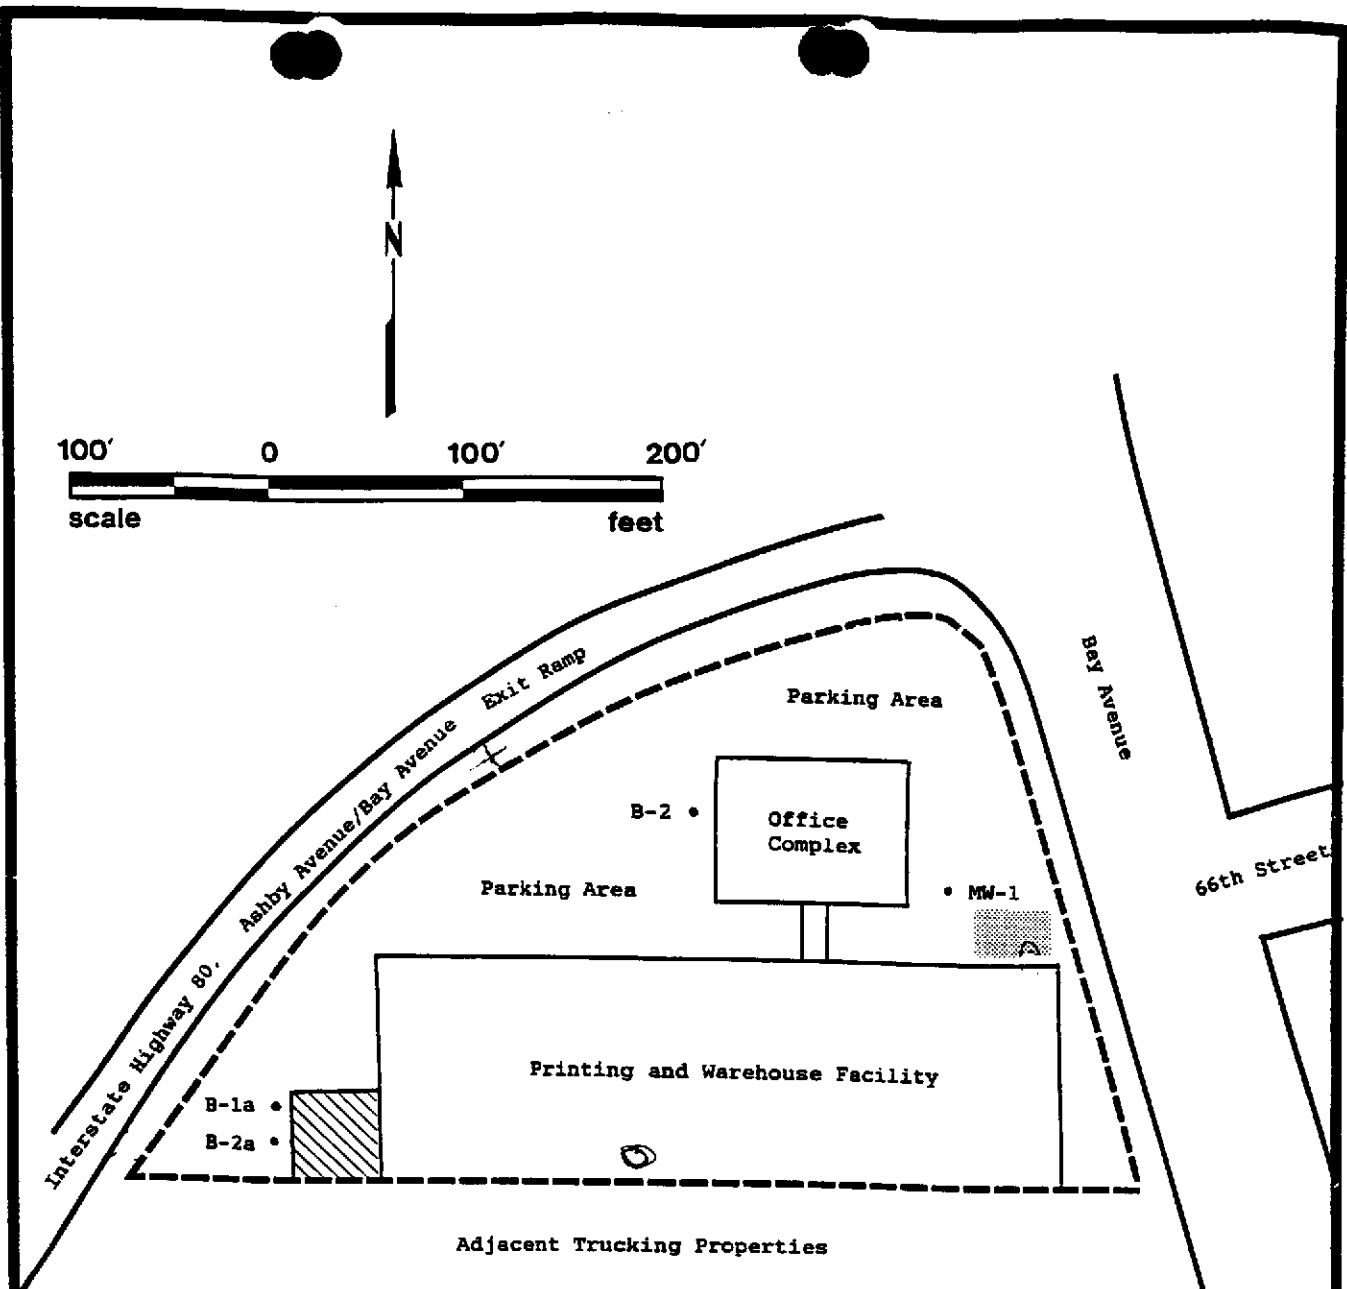 N
100' 0 100' 200'
scale feet
Interstate Highway 80. Ashby Avenue/Bay Avenue Exit Ramp
Bay Avenue
Parking Area
B-2
Office
Complex
66th Street
Parking Area
MW-1
Printing and Warehouse Facility
B-1a
B-2a
Adjacent Trucking Properties